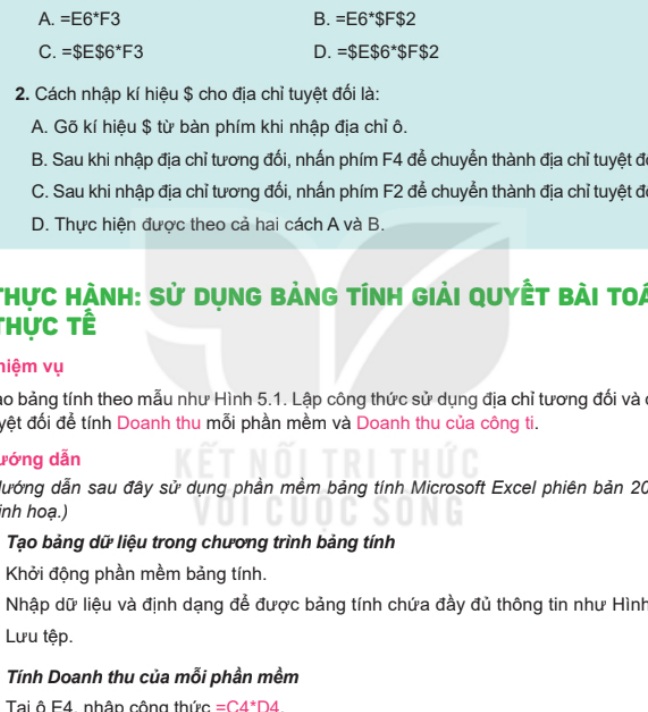 A. =E6*F3
B. =E6*$F$2
C. =$E$6*F3
D. =$E$6*$F$2
2. Cách nhập kí hiệu $ cho địa chỉ tuyệt đối là:
A. Gõ kí hiệu $ từ bàn phím khi nhập địa chỉ ô.
B. Sau khi nhập địa chỉ tương đối, nhấn phím F4 để chuyển thành địa chỉ tuyệt
C. Sau khi nhập địa chỉ tương đối, nhấn phím F2 để chuyển thành địa chỉ tuyệt
D. Thực hiện được theo cả hai cách A và B.
THỰC HÀNH: SỬ DỤNG BẢNG TÍNH GIẢI QUYẾT BÀI
THỰC TẾ
vụ
bảng tính theo mẫu như Hình 5.1. Lập công thức sử dụng địa chỉ tương đối và
đối để tính Doanh thu mỗi phần mềm và Doanh thu của công ti.
dẫn
dẫn sau đây sử dụng phần mềm bảng tính Microsoft Excel phiên bản 20
hoạ.)
KẾT NỐI TRI THỨC
VỚI CUỘC SỐNG
Tạo bảng dữ liệu trong chương trình bảng tính
Khởi động phần mềm bảng tính.
Nhập dữ liệu và định dạng để được bảng tính chứa đầy đủ thông tin như Hình
Lưu tệp.
Tính Doanh thu của mỗi phần mềm
Tại ô E4, nhập công thức =C4*D4.